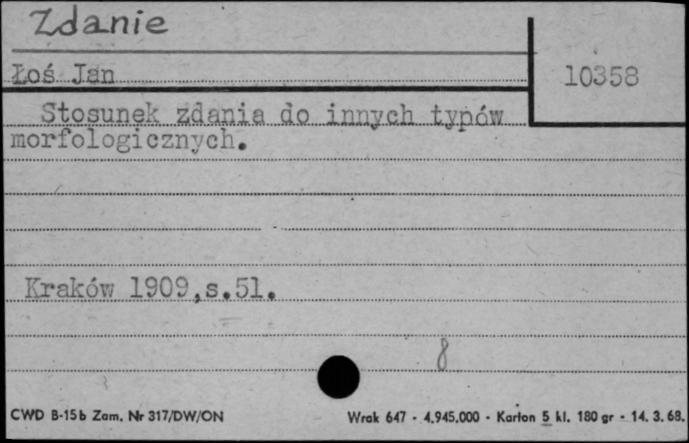 Zdanie
Łoś Jan
10358
Stosunek zdania do innych typów
morfologicznych.
Kraków 1909,s.51.
8
CWD B-15b Zam. Nr 317/DW/ON
Wrak 647 - 4.945.000 - Karton 5 kl. 180 gr - 14. 3. 68.